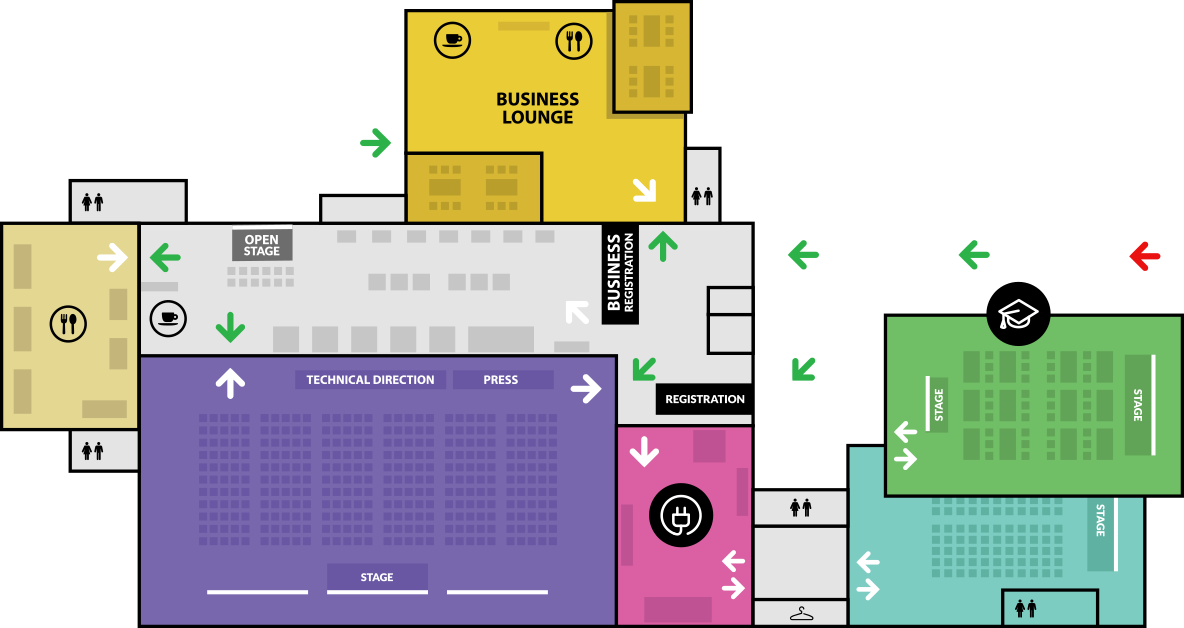 BUSINESS
LOUNGE
OPEN
STAGE
BUSINESS
REGISTRATION
TECHNICAL DIRECTION
PRESS
REGISTRATION
STAGE
STAGE
STAGE
STAGE